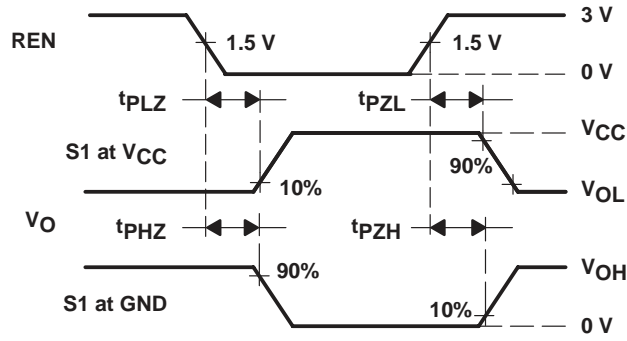 3 V
REN
1.5 V
1.5 V
0 V
tPLZ
tPZL
VCC
S1 at VCC
90%
10%
VOL
VO
tPHZ
tPZH
90%
VOH
S1 at GND
10%
0 V